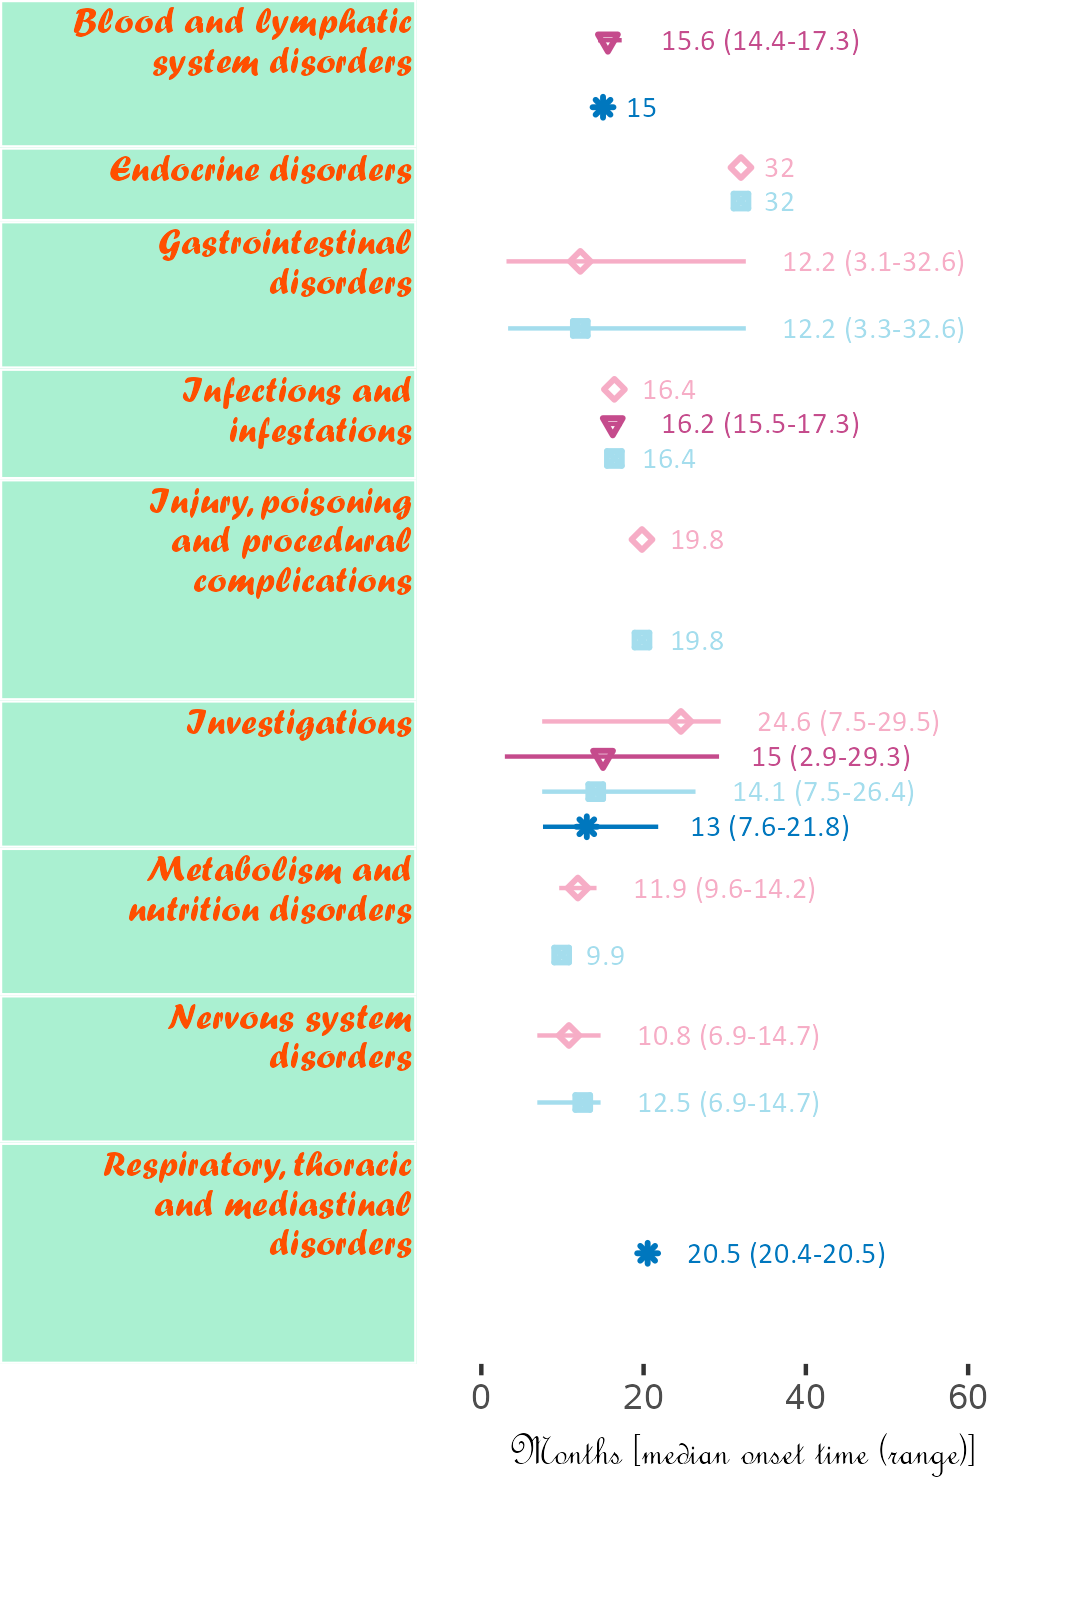 Blood and lymphatic
system disorders
15.6 (14.4-17.3)
15
Endocrine disorders
32
32
Gastrointestinal
disorders
12.2 (3.1-32.6)
12.2 (3.3-32.6)
Infections and
infestations
16.4
16.2 (15.5-17.3)
16.4
Injury, poisoning
and procedural
complications
19.8
19.8
Investigations
24.6 (7.5-29.5)
15 (2.9-29.3)
14.1 (7.5-26.4)
13 (7.6-21.8)
Metabolism and
nutrition disorders
11.9 (9.6-14.2)
9.9
Nervous system
disorders
10.8 (6.9-14.7)
12.5 (6.9-14.7)
Respiratory, thoracic
and mediastinal
disorders
20.5 (20.4-20.5)
0 20 40 60
Months [median onset time (range)]